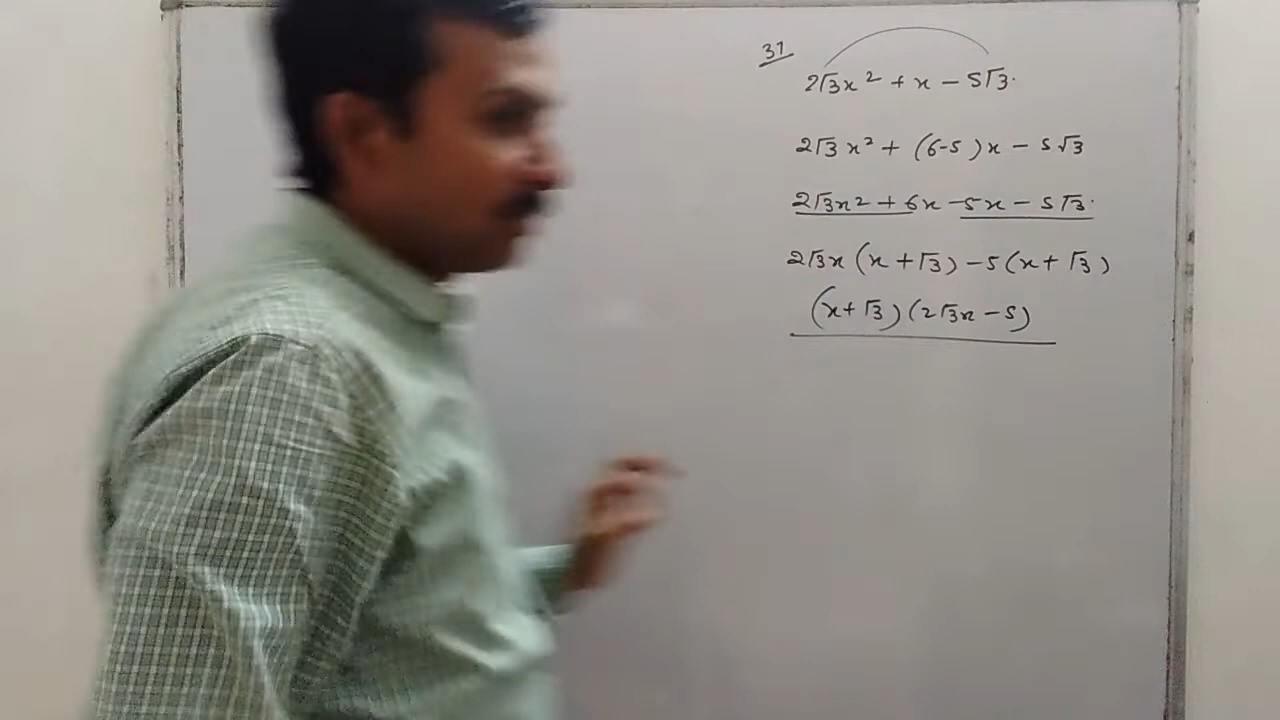 31
2√3x² + x - 5√3.
2√3x² + (6-5)x - 5√3
2√3x² + 6x - 5x - 5√3.
2√3x (x + √3) - 5 (x + √3)
(x + √3) (2√3x - 5)